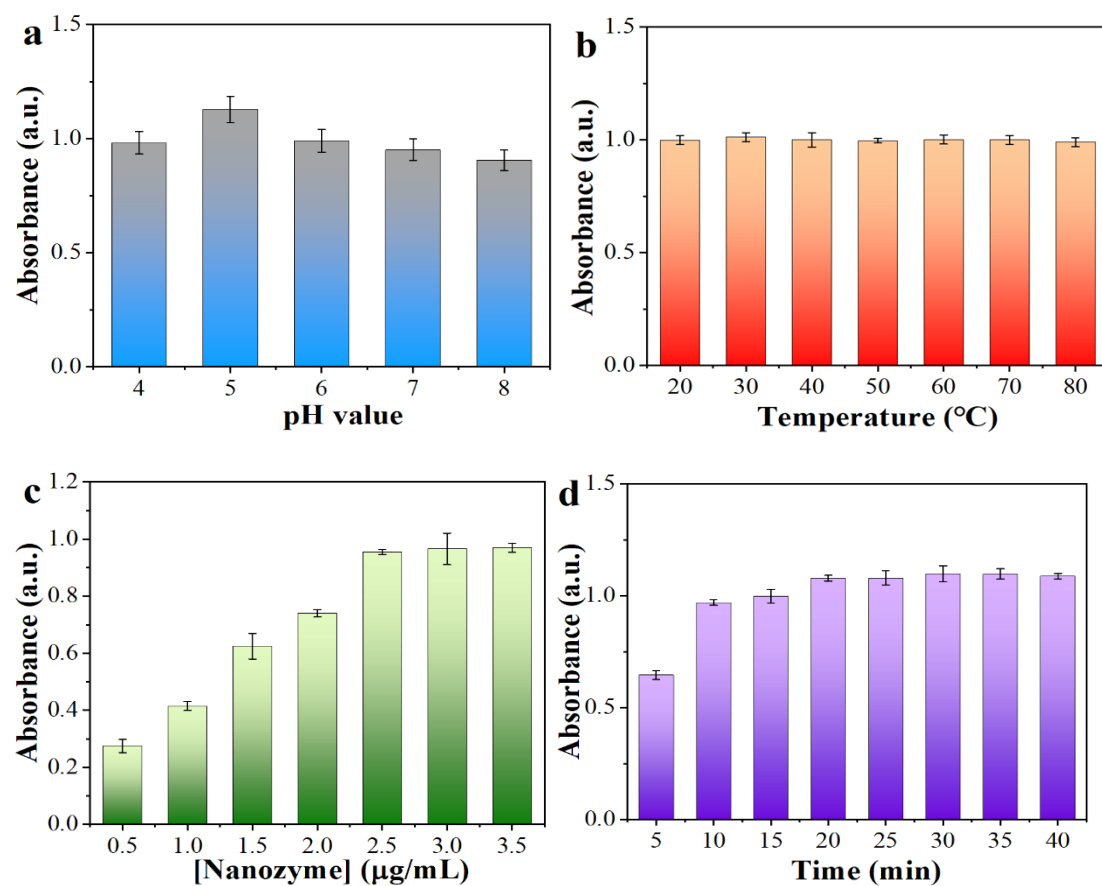 a
1.5
1.0
0.5
0.0
Absorbance (a.u.)
4 5 6 7 8
pH value
b
1.5
1.0
0.5
0.0
Absorbance (a.u.)
20 30 40 50 60 70 80
Temperature (°C)
c
1.2
1.0
0.8
0.6
0.4
0.2
0.0
Absorbance (a.u.)
0.5 1.0 1.5 2.0 2.5 3.0 3.5
[Nanozyme] (μg/mL)
d
1.5
1.0
0.5
0.0
Absorbance (a.u.)
5 10 15 20 25 30 35 40
Time (min)